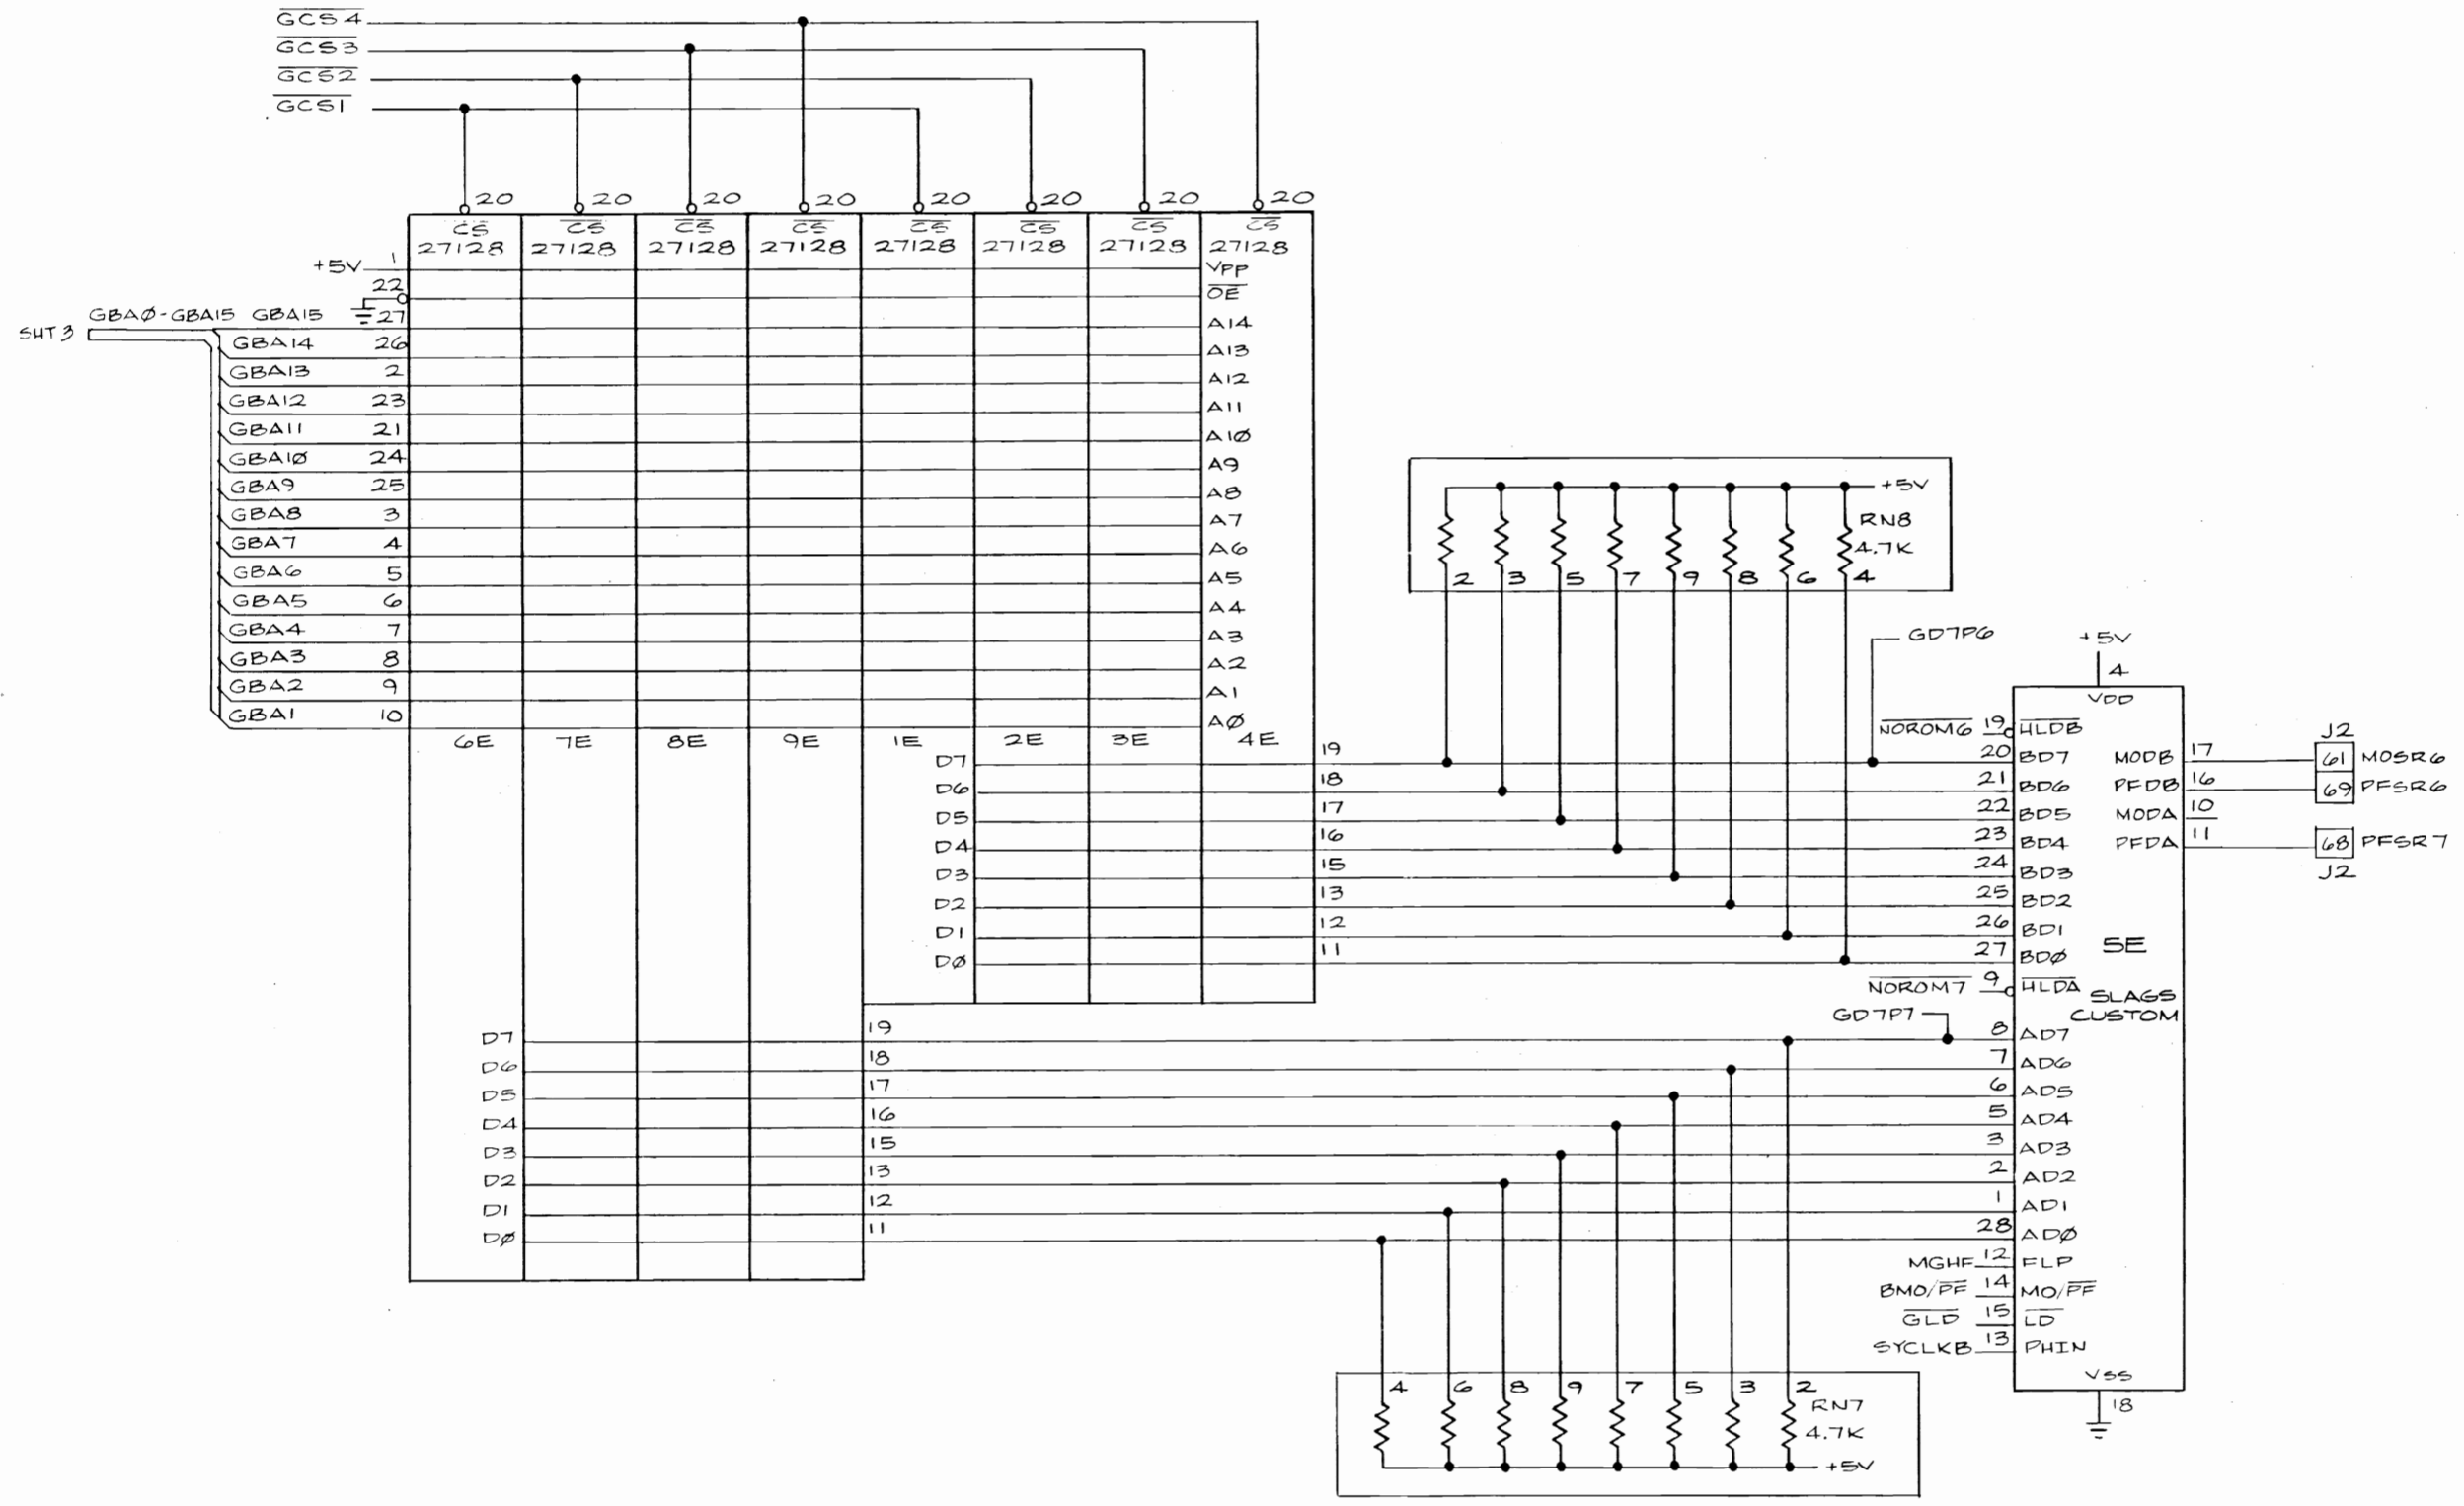 GCS4
GCS3
GCS2
GCS1
20 20 20 20 20 20 20 20
CS CS CS CS CS CS CS CS
27128 27128 27128 27128 27128 27128 27128 27128
+5V 1 VPP
22 OE
SHT 3 GBAØ-GBA15 GBA15 27 A14
GBA14 26 A13
GBA13 2 A12
GBA12 23 A11
GBA11 21 A1Ø
GBA1Ø 24 A9
GBA9 25 A8
GBA8 3 A7
GBA7 4 A6
GBA6 5 A5
GBA5 6 A4
GBA4 7 A3
GBA3 8 A2
GBA2 9 A1
GBA1 10 AØ
6E 7E 8E 9E 1E 2E 3E 4E
D7 19
D6 18
D5 17
D4 16
D3 15
D2 13
D1 12
DØ 11
D7 19
D6 18
D5 17
D4 16
D3 15
D2 13
D1 12
DØ 11
+5V
RN8
4.7K
2 3 5 7 9 8 6 4
GD7P6
+5V
4
VDD
NOROM6 19 HLDB
20 BD7 MODB 17 J2 61 MOSR6
21 BD6 PFDB 16 69 PFSR6
22 BD5 MODA 10
23 BD4 PFDA 11 68 PFSR7
J2
24 BD3
25 BD2
26 BD1
27 BDØ
5E
NOROM7 9 HLDA
SLAGS
CUSTOM
GD7P7
8 AD7
7 AD6
6 AD5
5 AD4
3 AD3
2 AD2
1 AD1
28 ADØ
MGHF 12 FLP
BMO/PF 14 MO/PF
GLD 15 LD
SYCLKB 13 PHIN
VSS
18
4 6 8 9 7 5 3 2
RN7
4.7K
+5V